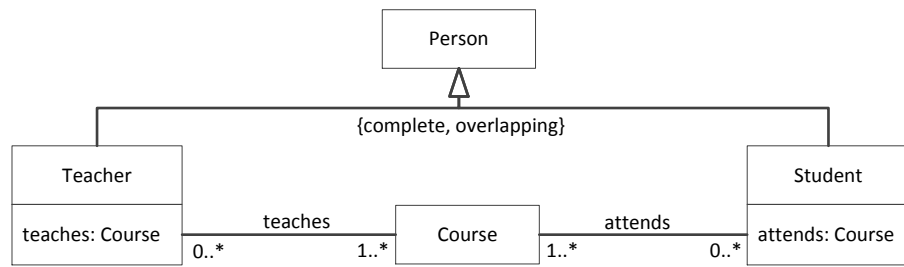 Person
{complete, overlapping}
Teacher
Student
teaches: Course
teaches
0..*
1..*
Course
attends
1..*
0..*
attends: Course